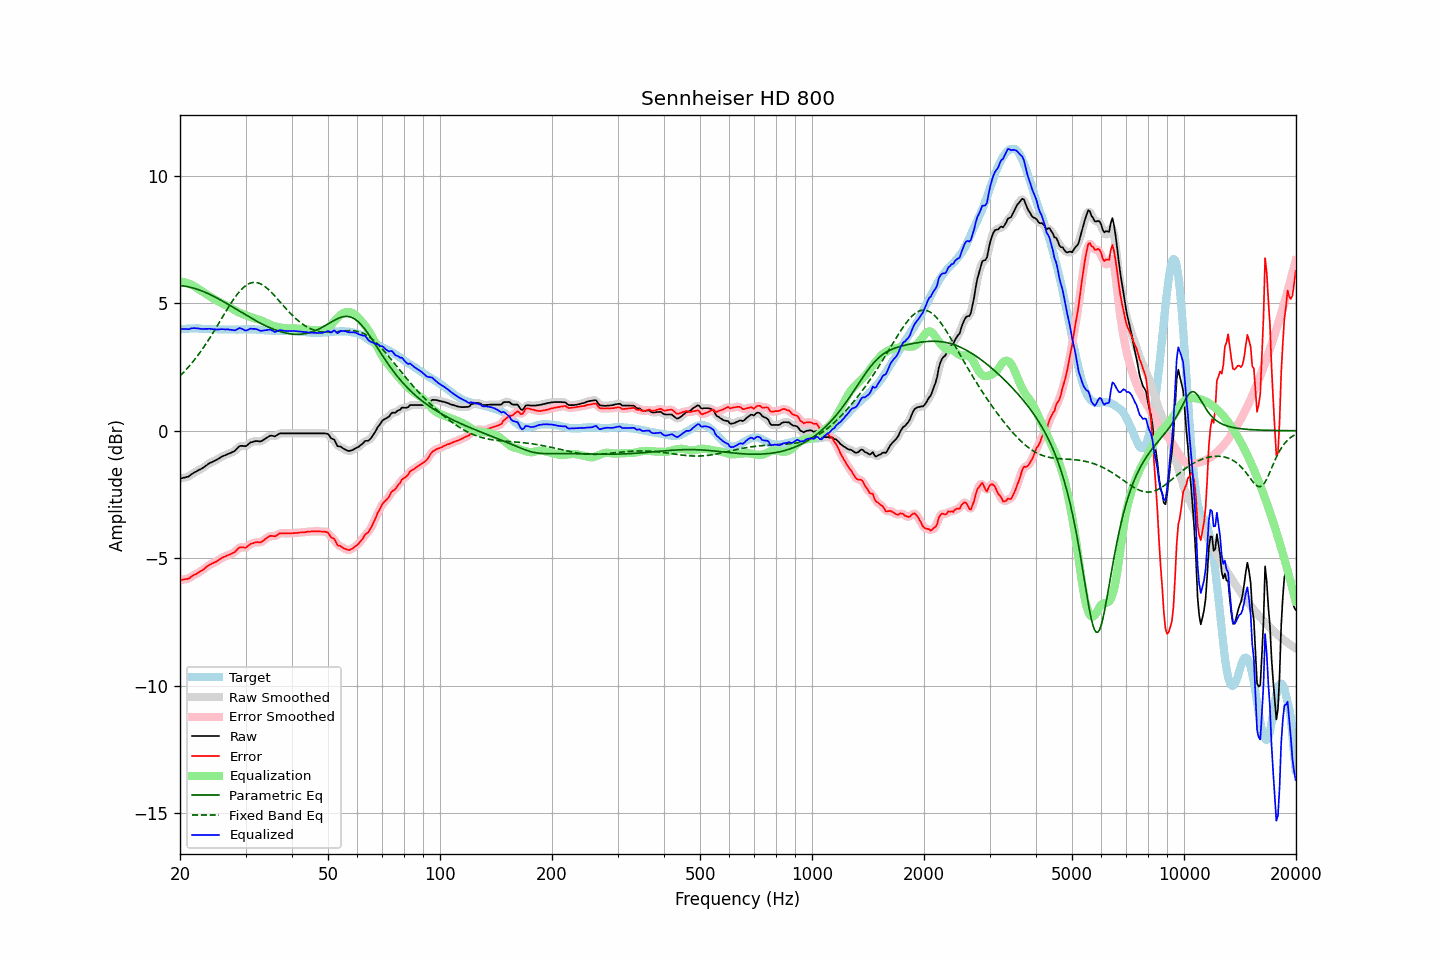 Sennheiser HD 800
Amplitude (dBr)
10
5
0
−5
−10
−15
Target
Raw Smoothed
Error Smoothed
Raw
Error
Equalization
Parametric Eq
Fixed Band Eq
Equalized
20 50 100 200 500 1000 2000 5000 10000 20000
Frequency (Hz)